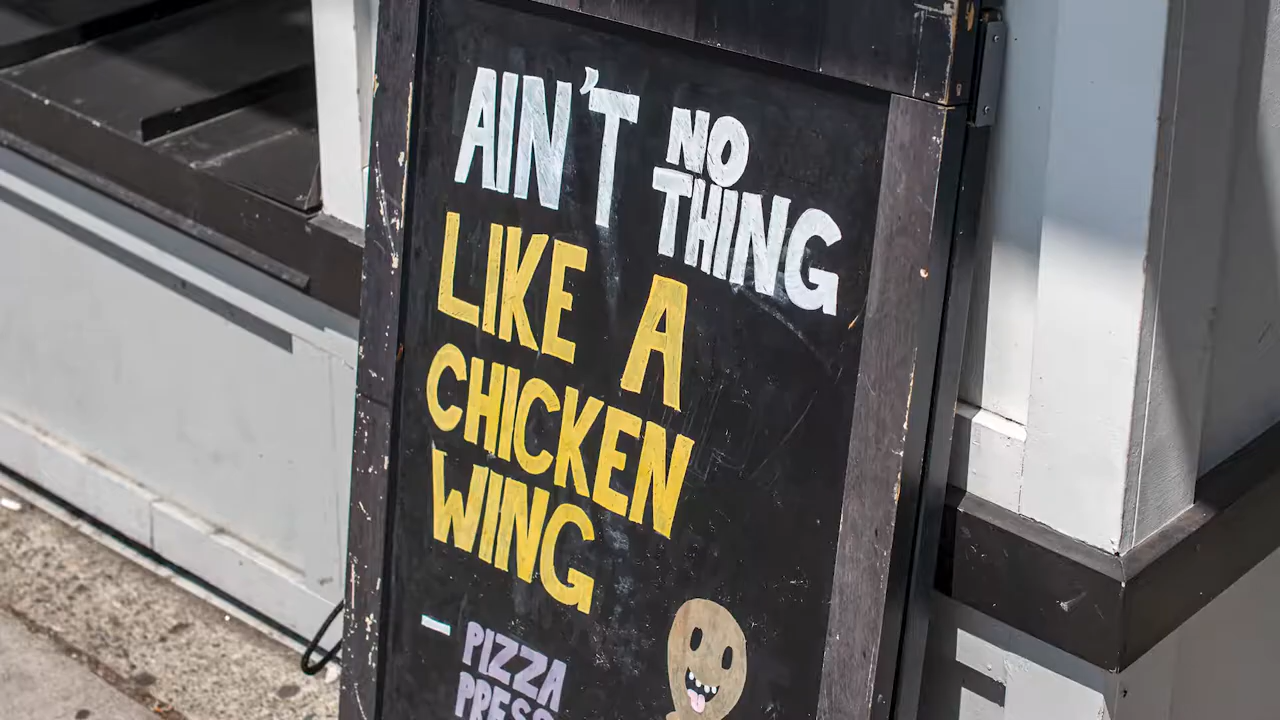 AIN'T NO
THING
LIKE A
CHICKEN
WING
- PIZZA
PRESS